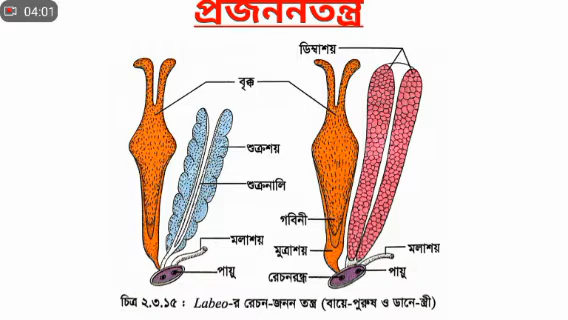 04:01
প্রজননতন্ত্র
ডিম্বাশয়
বৃক্ক
শুক্রশয়
শুক্রনালি
গবিনী
মলাশয়
মুত্রাশয়
মলাশয়
পায়ু
রেচনরন্ধ্র
পায়ু
চিত্র ২.৩.১৫ : Labeo-র রেচন-জনন তন্ত্র (বায়ে-পুরুষ ও ডানে-স্ত্রী)